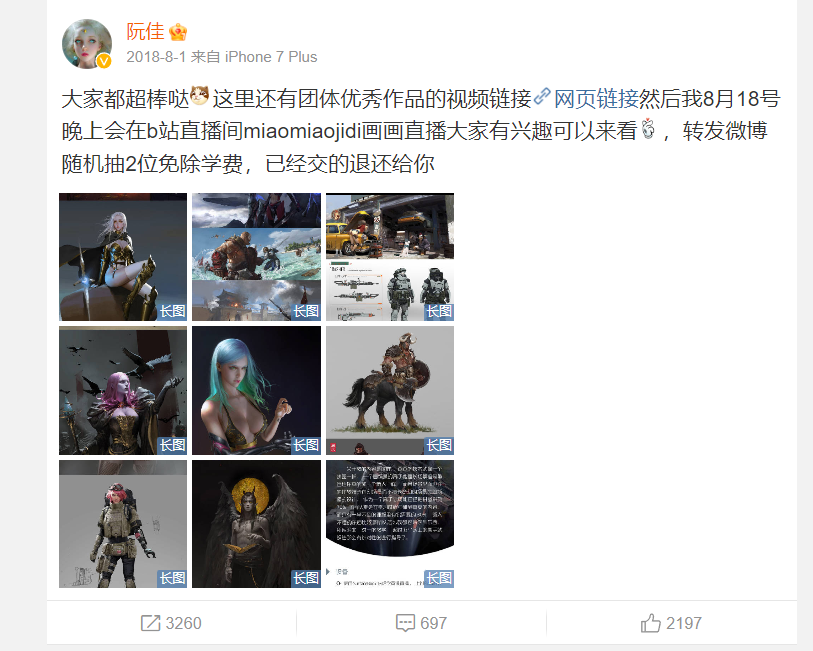 阮佳
2018-8-1 来自 iPhone 7 Plus
大家都超棒哒这里还有团体优秀作品的视频链接网页链接然后我8月18号
晚上会在b站直播间miaomiaojidi画画直播大家有兴趣可以来看，转发微博
随机抽2位免除学费，已经交的退还给你
长图
长图
长图
长图
长图
长图
长图
长图
长图
3260
697
2197